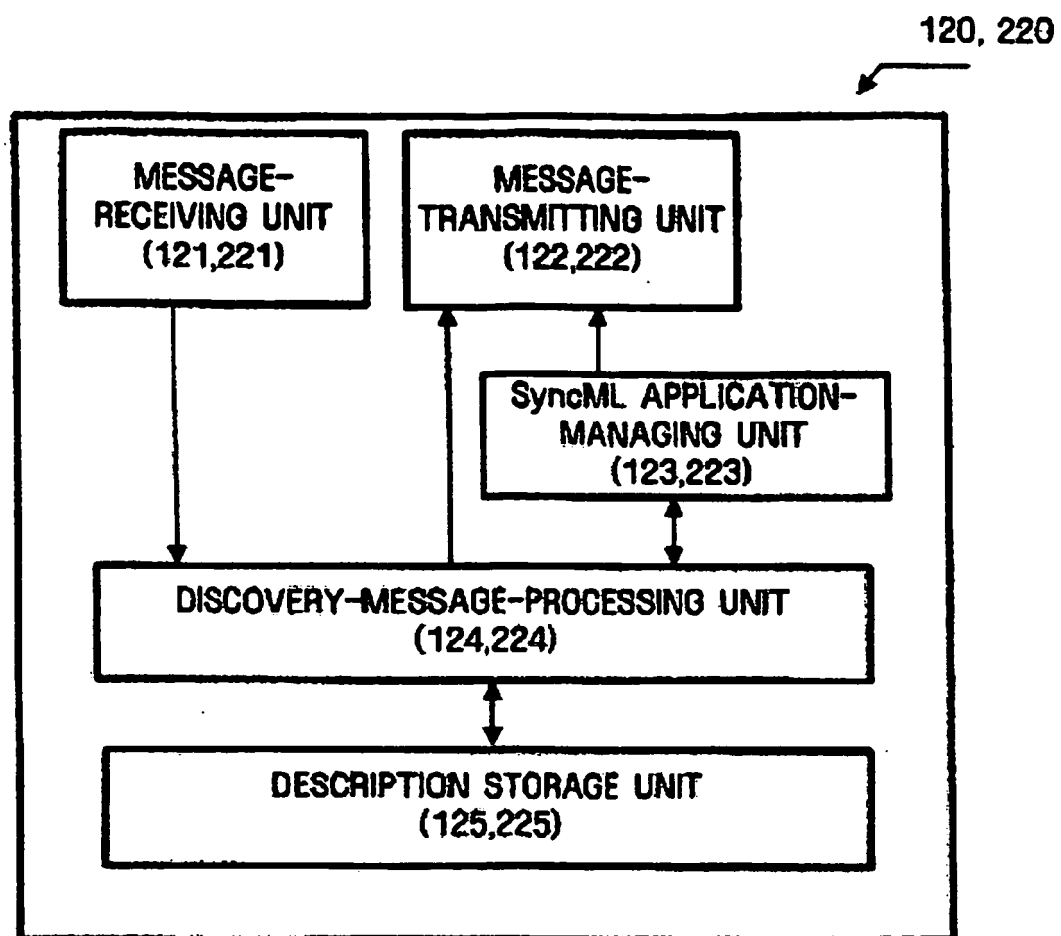 120, 220
MESSAGE-
RECEIVING UNIT
(121,221)
MESSAGE-
TRANSMITTING UNIT
(122,222)
SyncML APPLICATION-
MANAGING UNIT
(123,223)
DISCOVERY-MESSAGE-PROCESSING UNIT
(124,224)
DESCRIPTION STORAGE UNIT
(125,225)